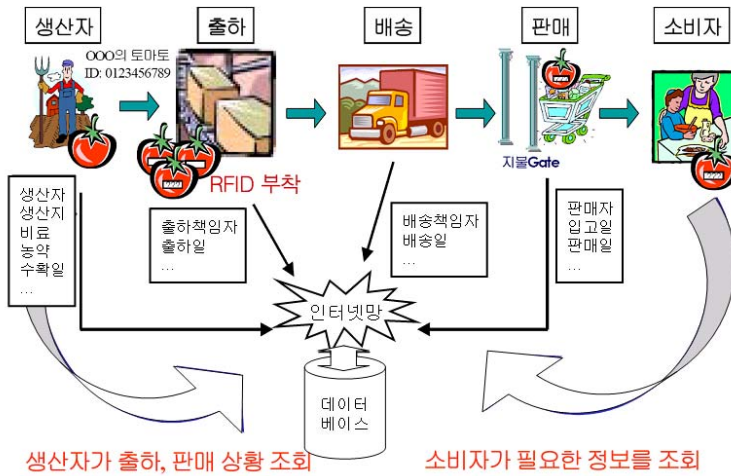 생산자
출하
배송
판매
소비자
OOO의 토마토
ID: 0123456789
지물Gate
RFID 부착
생산자
생산지
비료
농약
수확일
...
출하책임자
출하일
...
배송책임자
배송일
...
판매자
입고일
판매일
...
인터넷망
데이터
베이스
생산자가 출하, 판매 상황 조회
소비자가 필요한 정보를 조회